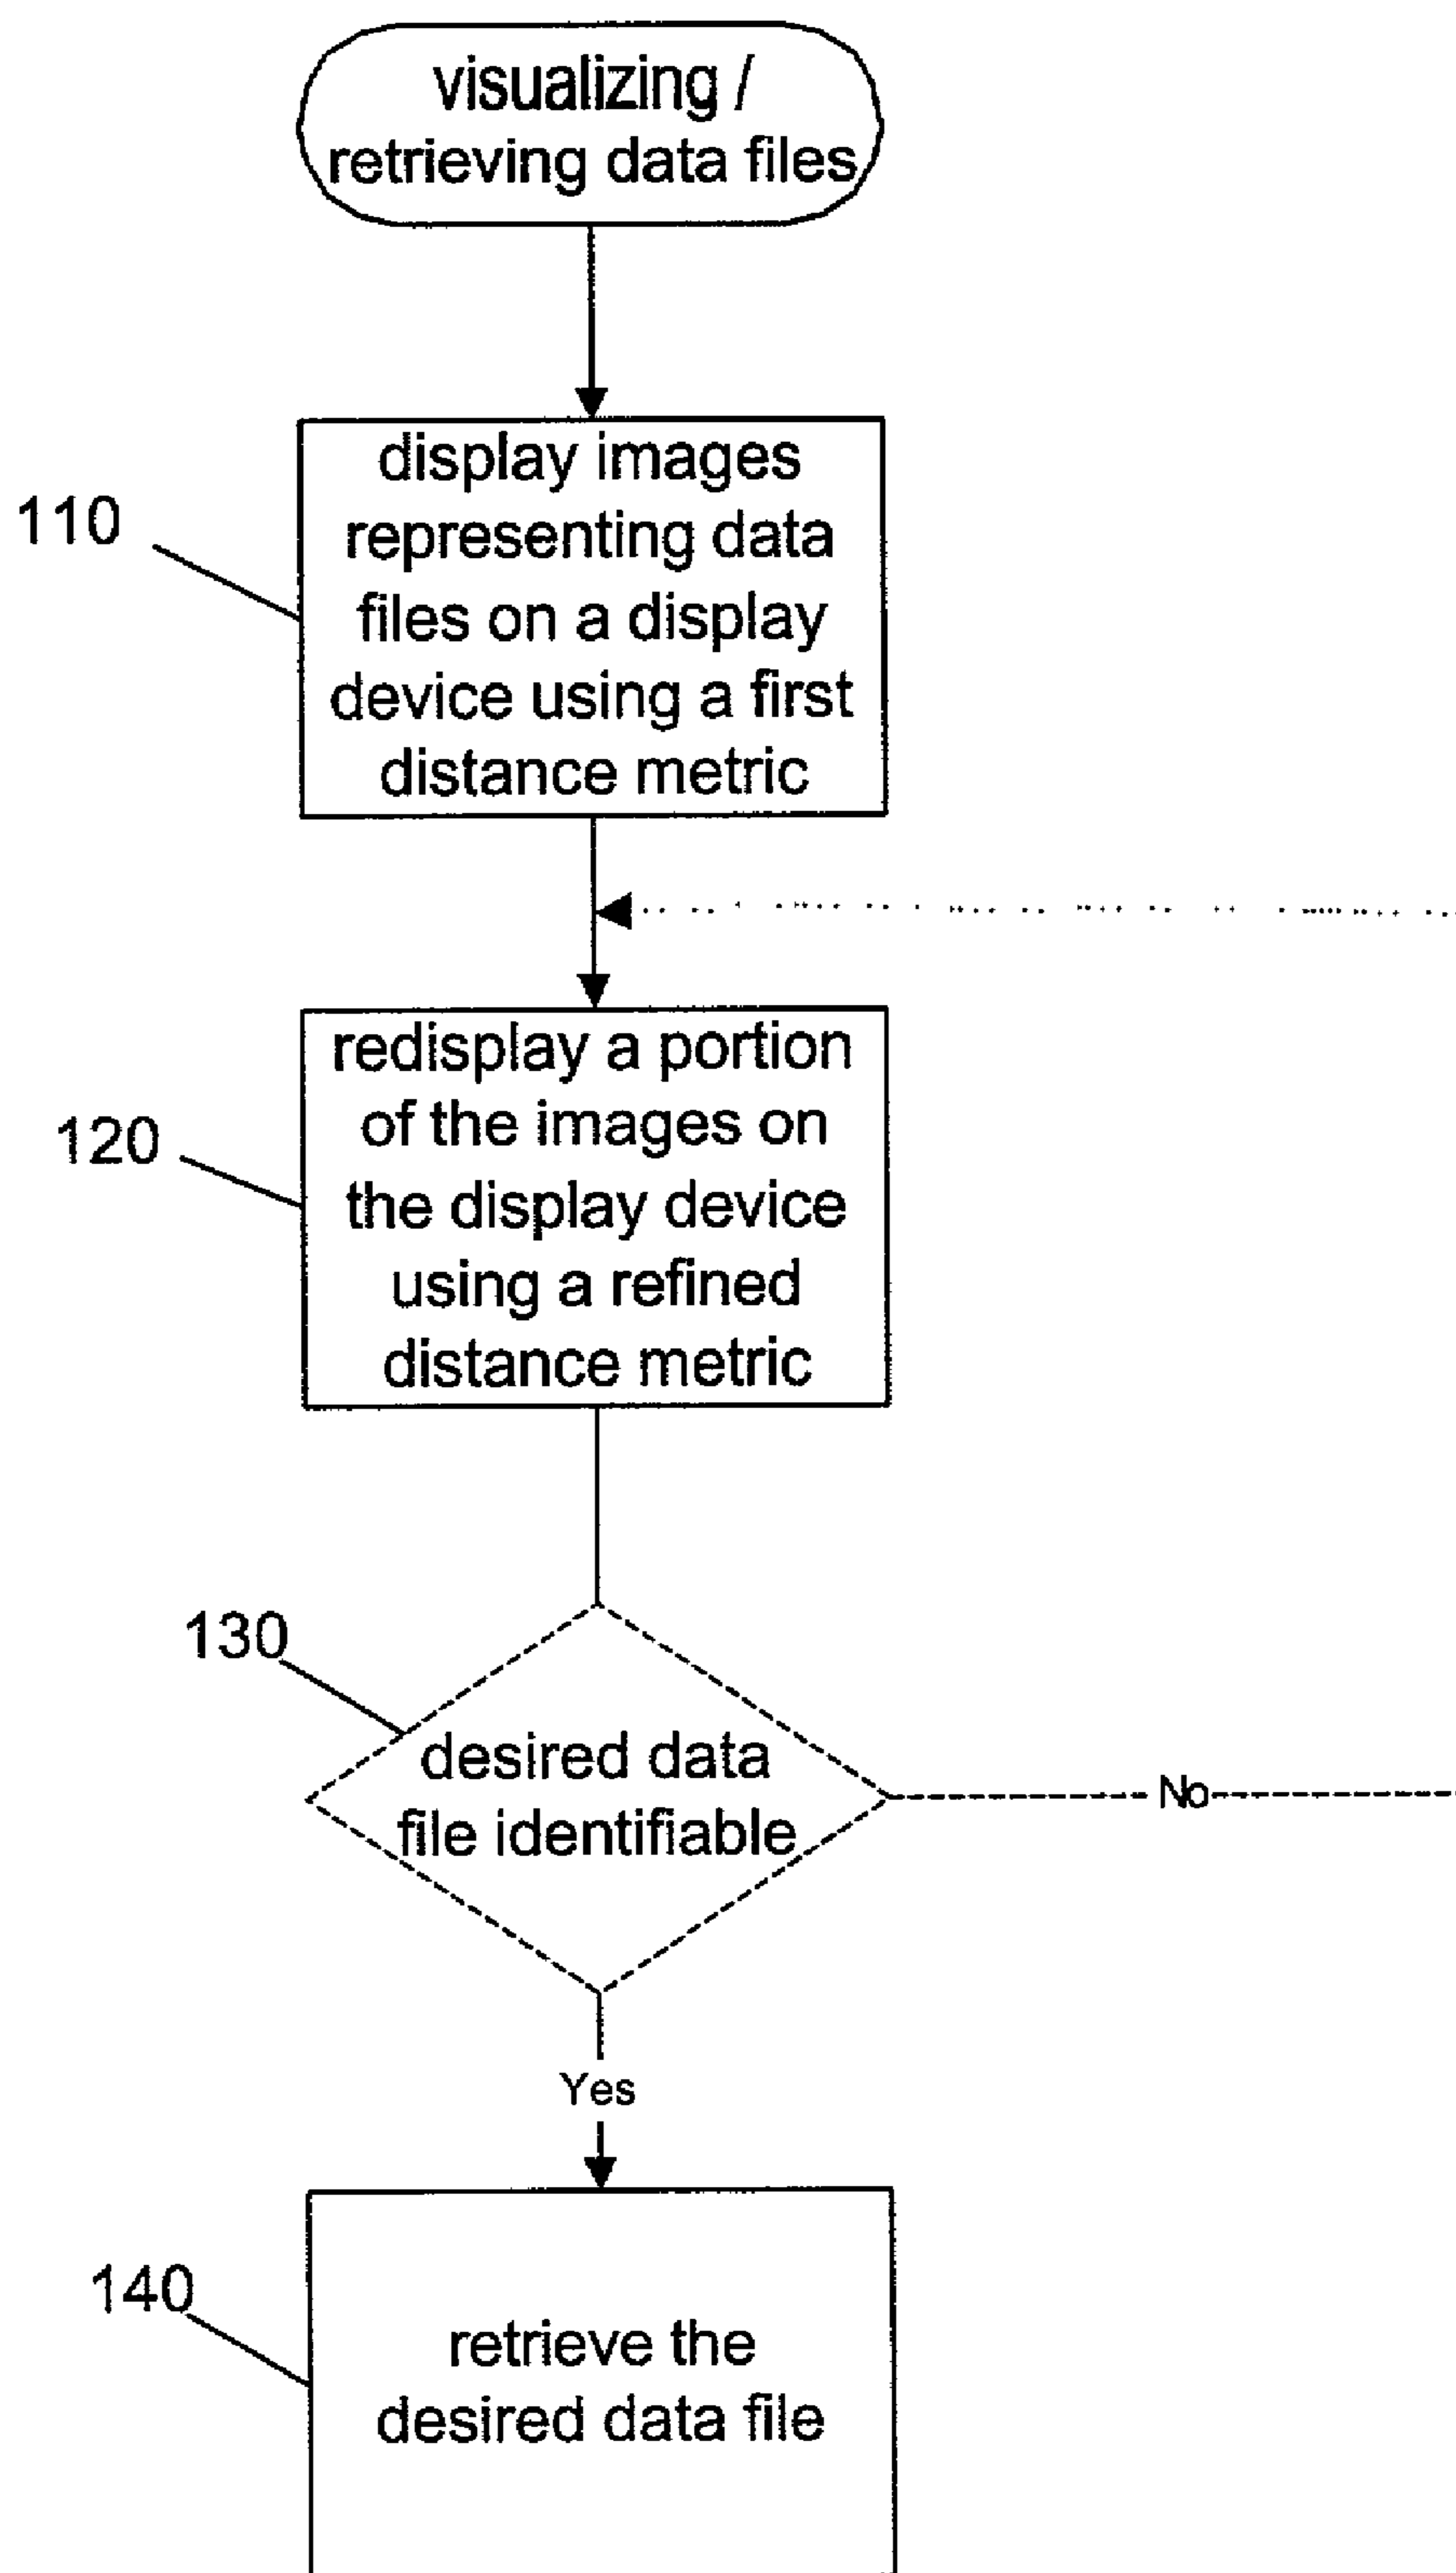 visualizing /
retrieving data files
110
display images
representing data
files on a display
device using a first
distance metric
120
redisplay a portion
of the images on
the display device
using a refined
distance metric
130
desired data
file identifiable
No
Yes
140
retrieve the
desired data file